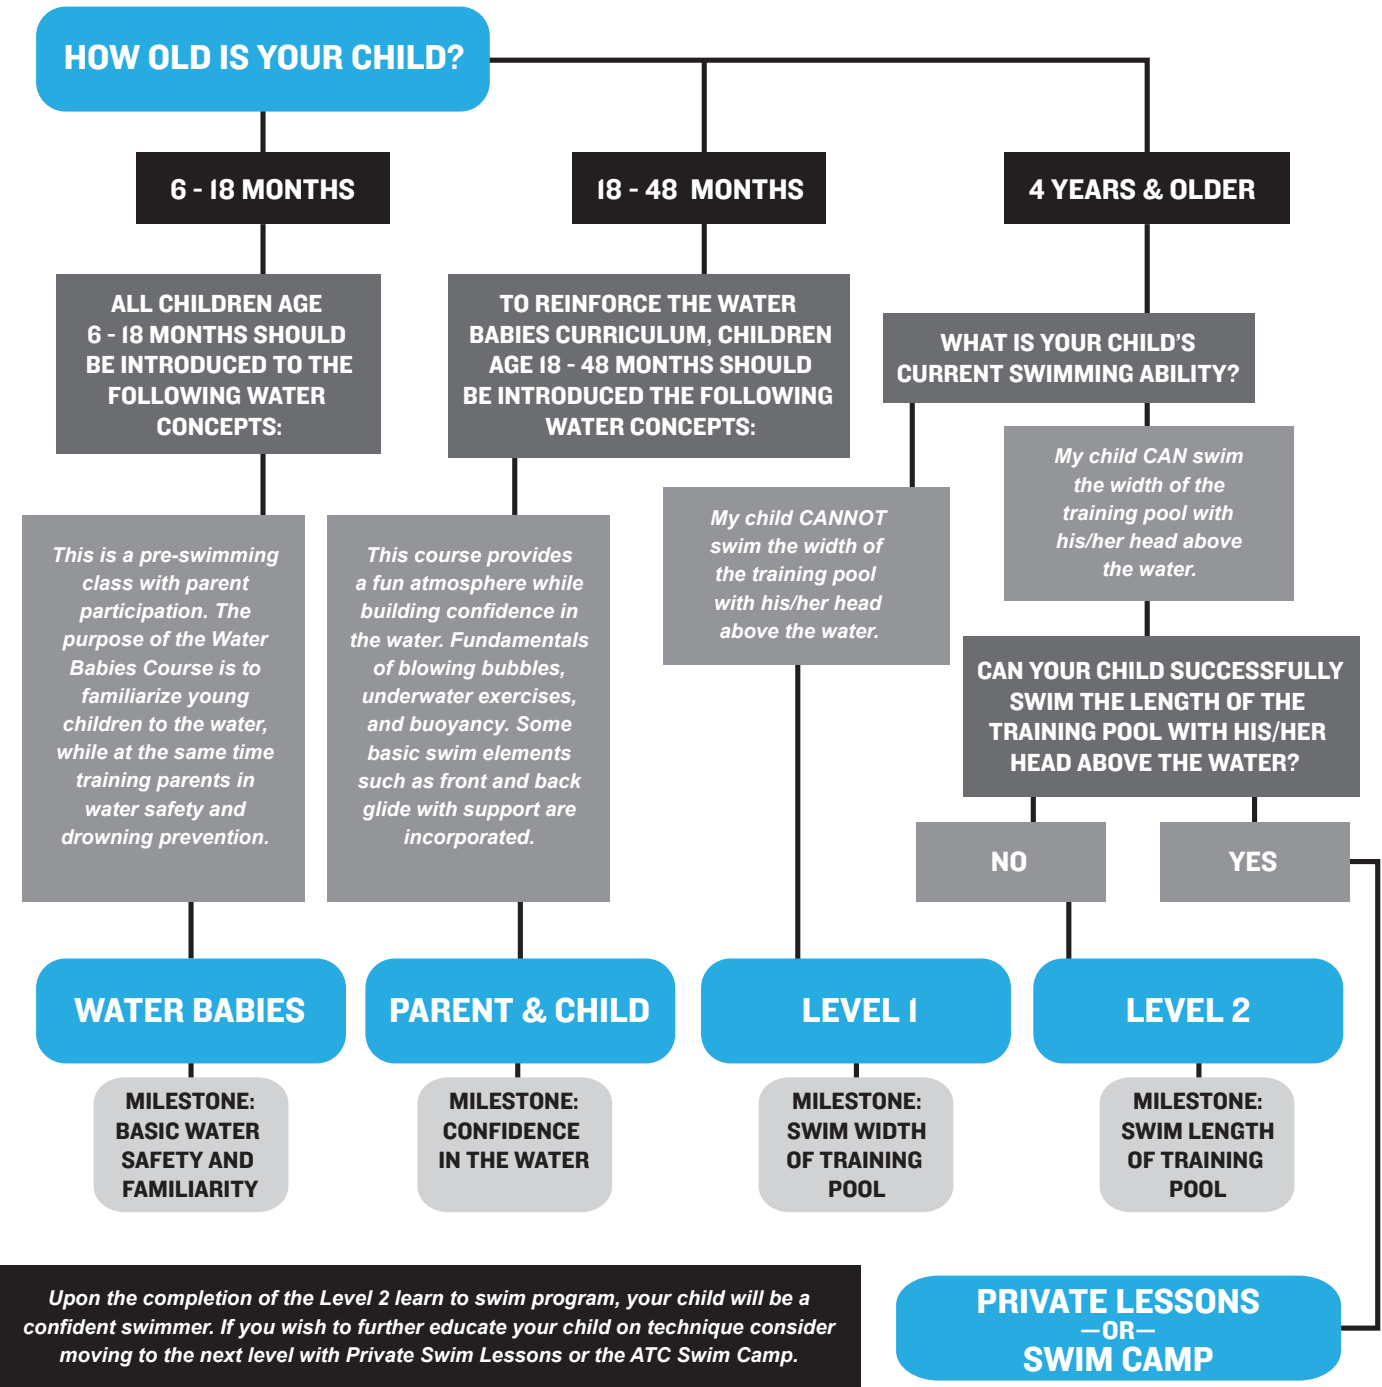 HOW OLD IS YOUR CHILD?
6 - 18 MONTHS
18 - 48 MONTHS
4 YEARS & OLDER
ALL CHILDREN AGE
6 - 18 MONTHS SHOULD
BE INTRODUCED TO THE
FOLLOWING WATER
CONCEPTS:
TO REINFORCE THE WATER
BABIES CURRICULUM, CHILDREN
AGE 18 - 48 MONTHS SHOULD
BE INTRODUCED THE FOLLOWING
WATER CONCEPTS:
WHAT IS YOUR CHILD'S
CURRENT SWIMMING ABILITY?
This is a pre-swimming
class with parent
participation. The
purpose of the Water
Babies Course is to
familiarize young
children to the water,
while at the same time
training parents in
water safety and
drowning prevention.
This course provides
a fun atmosphere while
building confidence in
the water. Fundamentals
of blowing bubbles,
underwater exercises,
and buoyancy. Some
basic swim elements
such as front and back
glide with support are
incorporated.
My child CANNOT
swim the width of
the training pool
with his/her head
above the water.
My child CAN swim
the width of the
training pool with
his/her head above
the water.
CAN YOUR CHILD SUCCESSFULLY
SWIM THE LENGTH OF THE
TRAINING POOL WITH HIS/HER
HEAD ABOVE THE WATER?
NO
YES
WATER BABIES
PARENT & CHILD
LEVEL 1
LEVEL 2
MILESTONE:
BASIC WATER
SAFETY AND
FAMILIARITY
MILESTONE:
CONFIDENCE
IN THE WATER
MILESTONE:
SWIM WIDTH
OF TRAINING
POOL
MILESTONE:
SWIM LENGTH
OF TRAINING
POOL
Upon the completion of the Level 2 learn to swim program, your child will be a
confident swimmer. If you wish to further educate your child on technique consider
moving to the next level with Private Swim Lessons or the ATC Swim Camp.
PRIVATE LESSONS
—OR—
SWIM CAMP